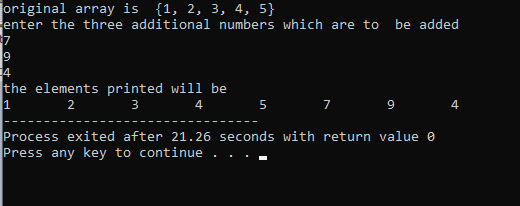 original array is  {1, 2, 3, 4, 5}
enter the three additional numbers which are to  be added
7
9
4
the elements printed will be
1       2       3       4       5       7       9       4
--------------------------------
Process exited after 21.26 seconds with return value 0
Press any key to continue . . .